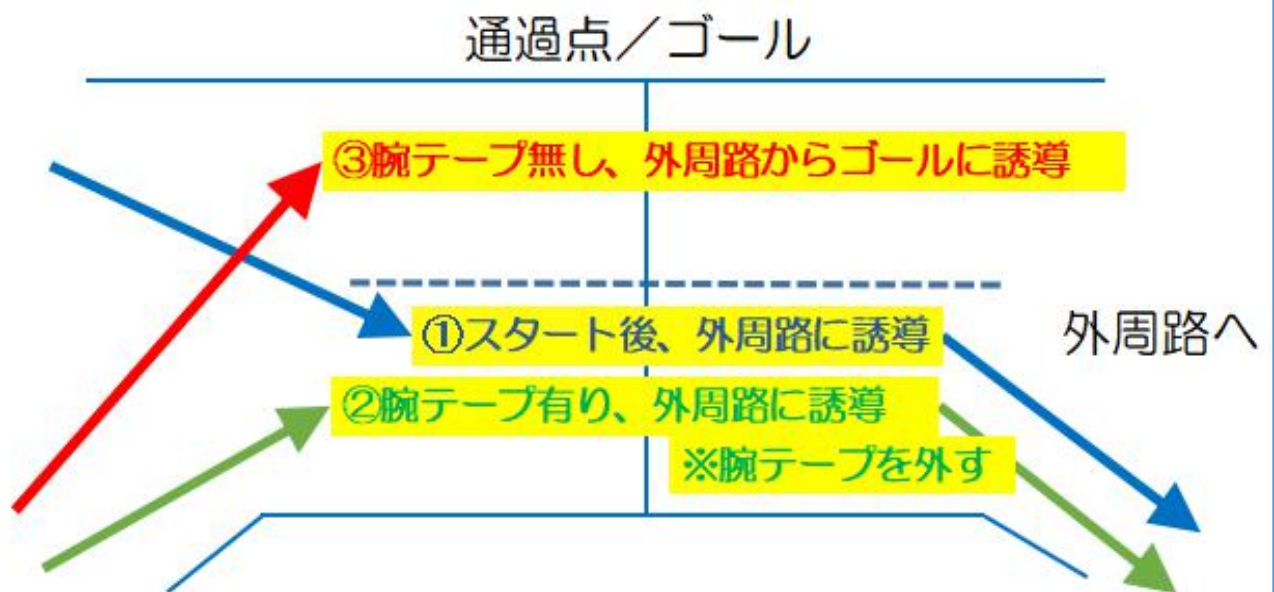 通過点／ゴール
③腕テープ無し、外周路からゴールに誘導
①スタート後、外周路に誘導
外周路へ
②腕テープ有り、外周路に誘導
※腕テープを外す